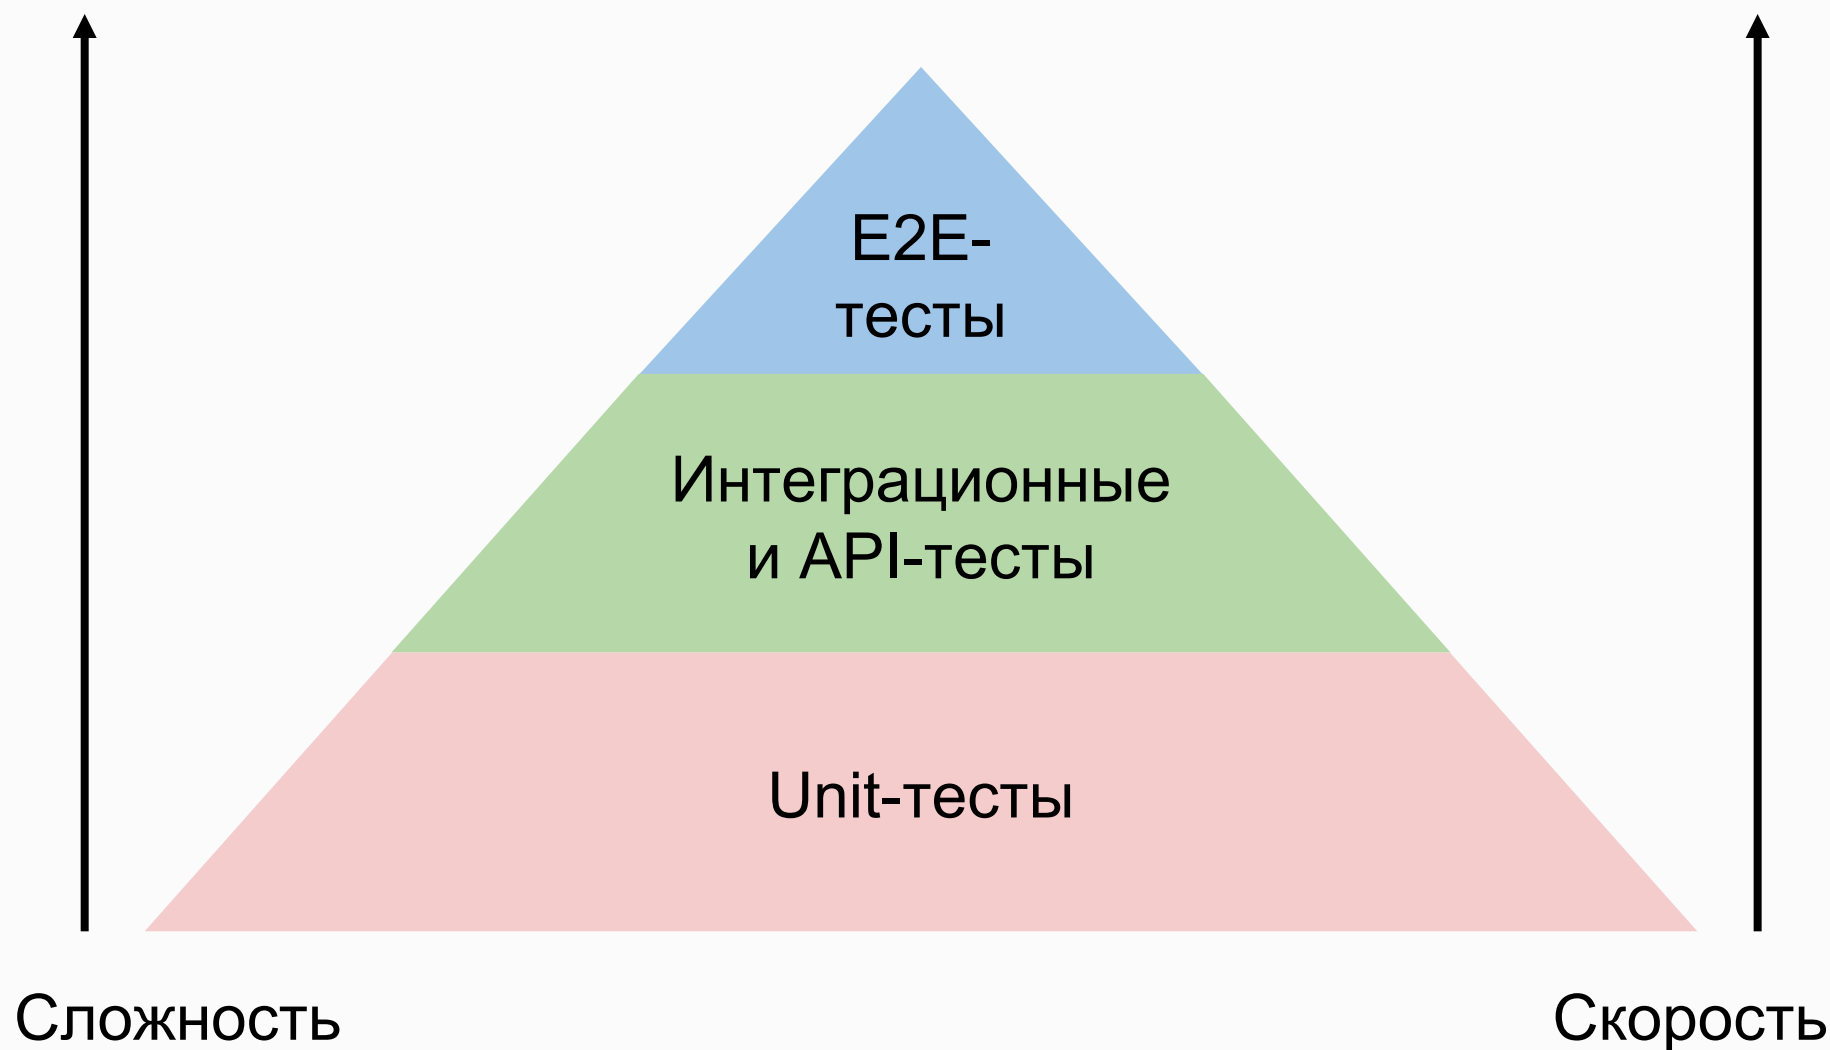 E2E-
тесты
Интеграционные
и API-тесты
Unit-тесты
Сложность
Скорость